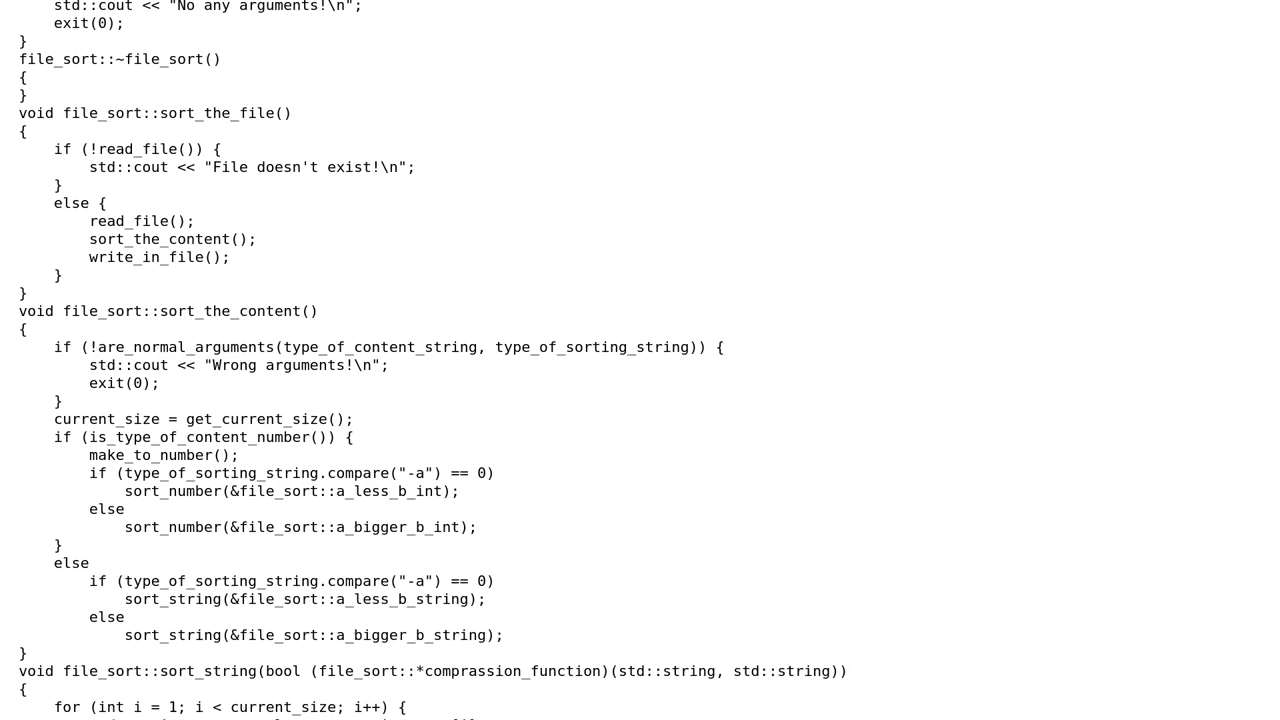 std::cout << "No any arguments!\n";
    exit(0);
}
file_sort::~file_sort()
{
}
void file_sort::sort_the_file()
{
    if (!read_file()) {
        std::cout << "File doesn't exist!\n";
    }
    else {
        read_file();
        sort_the_content();
        write_in_file();
    }
}
void file_sort::sort_the_content()
{
    if (!are_normal_arguments(type_of_content_string, type_of_sorting_string)) {
        std::cout << "Wrong arguments!\n";
        exit(0);
    }
    current_size = get_current_size();
    if (is_type_of_content_number()) {
        make_to_number();
        if (type_of_sorting_string.compare("-a") == 0)
            sort_number(&file_sort::a_less_b_int);
        else
            sort_number(&file_sort::a_bigger_b_int);
    }
    else
        if (type_of_sorting_string.compare("-a") == 0)
            sort_string(&file_sort::a_less_b_string);
        else
            sort_string(&file_sort::a_bigger_b_string);
}
void file_sort::sort_string(bool (file_sort::*comprassion_function)(std::string, std::string))
{
    for (int i = 1; i < current_size; i++) {